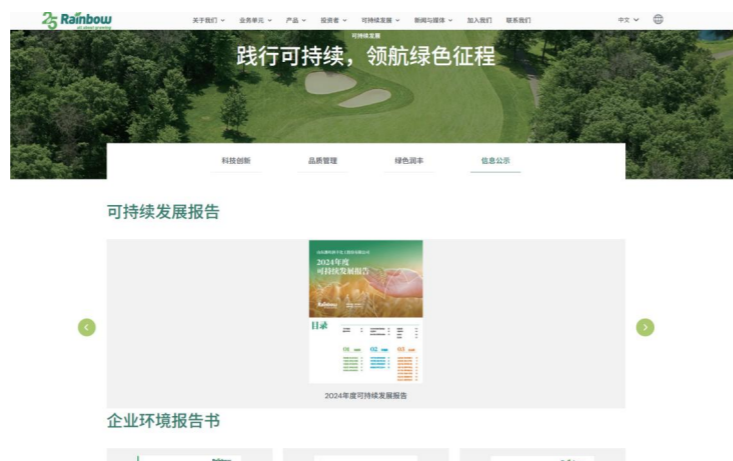 25 Rainbow
关于我们 业务单元 产品 投资者 可持续发展 新闻与媒体 加入我们 联系我们 中文
可持续发展
践行可持续，领航绿色征程
科技创新 品质管理 绿色润丰 信息公示
可持续发展报告
2024年度
可持续发展报告
Rainbow
目录
01 02 03
2024年度可持续发展报告
企业环境报告书